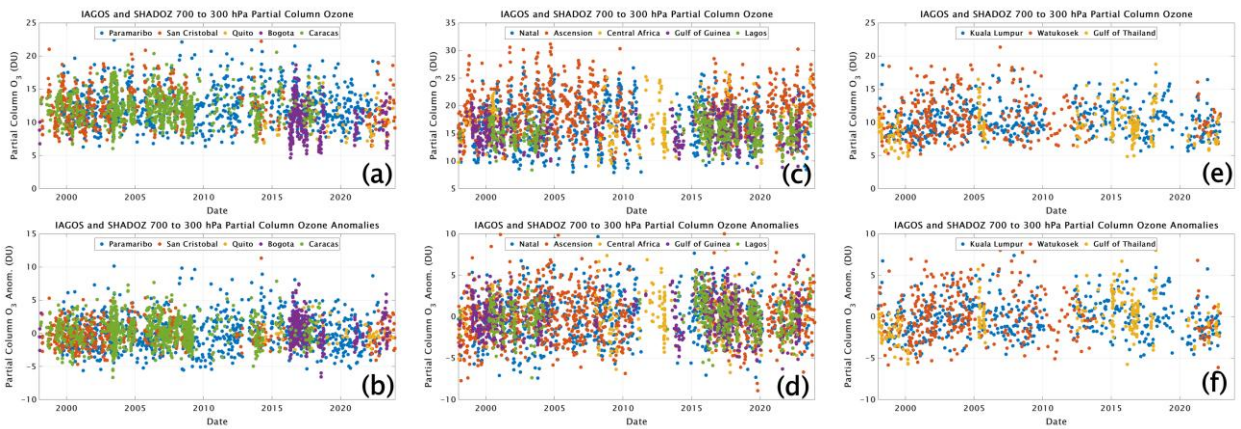 IAGOS and SHADOZ 700 to 300 hPa Partial Column Ozone
Paramaribo San Cristobal Quito Bogota Caracas
Partial Column O3 (DU)
25
20
15
10
5
0
2000 2005 2010 2015 2020
Date
(a)
IAGOS and SHADOZ 700 to 300 hPa Partial Column Ozone Anomalies
Paramaribo San Cristobal Quito Bogota Caracas
Partial Column O3 Anom. (DU)
15
10
5
0
-5
-10
2000 2005 2010 2015 2020
Date
(b)
IAGOS and SHADOZ 700 to 300 hPa Partial Column Ozone
Natal Ascension Central Africa Gulf of Guinea Lagos
Partial Column O3 (DU)
35
30
25
20
15
10
5
2000 2005 2010 2015 2020
Date
(c)
IAGOS and SHADOZ 700 to 300 hPa Partial Column Ozone Anomalies
Natal Ascension Central Africa Gulf of Guinea Lagos
Partial Column O3 Anom. (DU)
10
5
0
-5
-10
2000 2005 2010 2015 2020
Date
(d)
IAGOS and SHADOZ 700 to 300 hPa Partial Column Ozone
Kuala Lumpur Watukosek Gulf of Thailand
Partial Column O3 (DU)
25
20
15
10
5
0
2000 2005 2010 2015 2020
Date
(e)
IAGOS and SHADOZ 700 to 300 hPa Partial Column Ozone Anomalies
Kuala Lumpur Watukosek Gulf of Thailand
Partial Column O3 Anom. (DU)
10
5
0
-5
-10
2000 2005 2010 2015 2020
Date
(f)